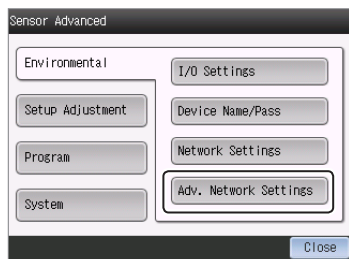 Sensor Advanced
Environmental
I/O Settings
Setup Adjustment
Device Name/Pass
Program
Network Settings
System
Adv. Network Settings
Close